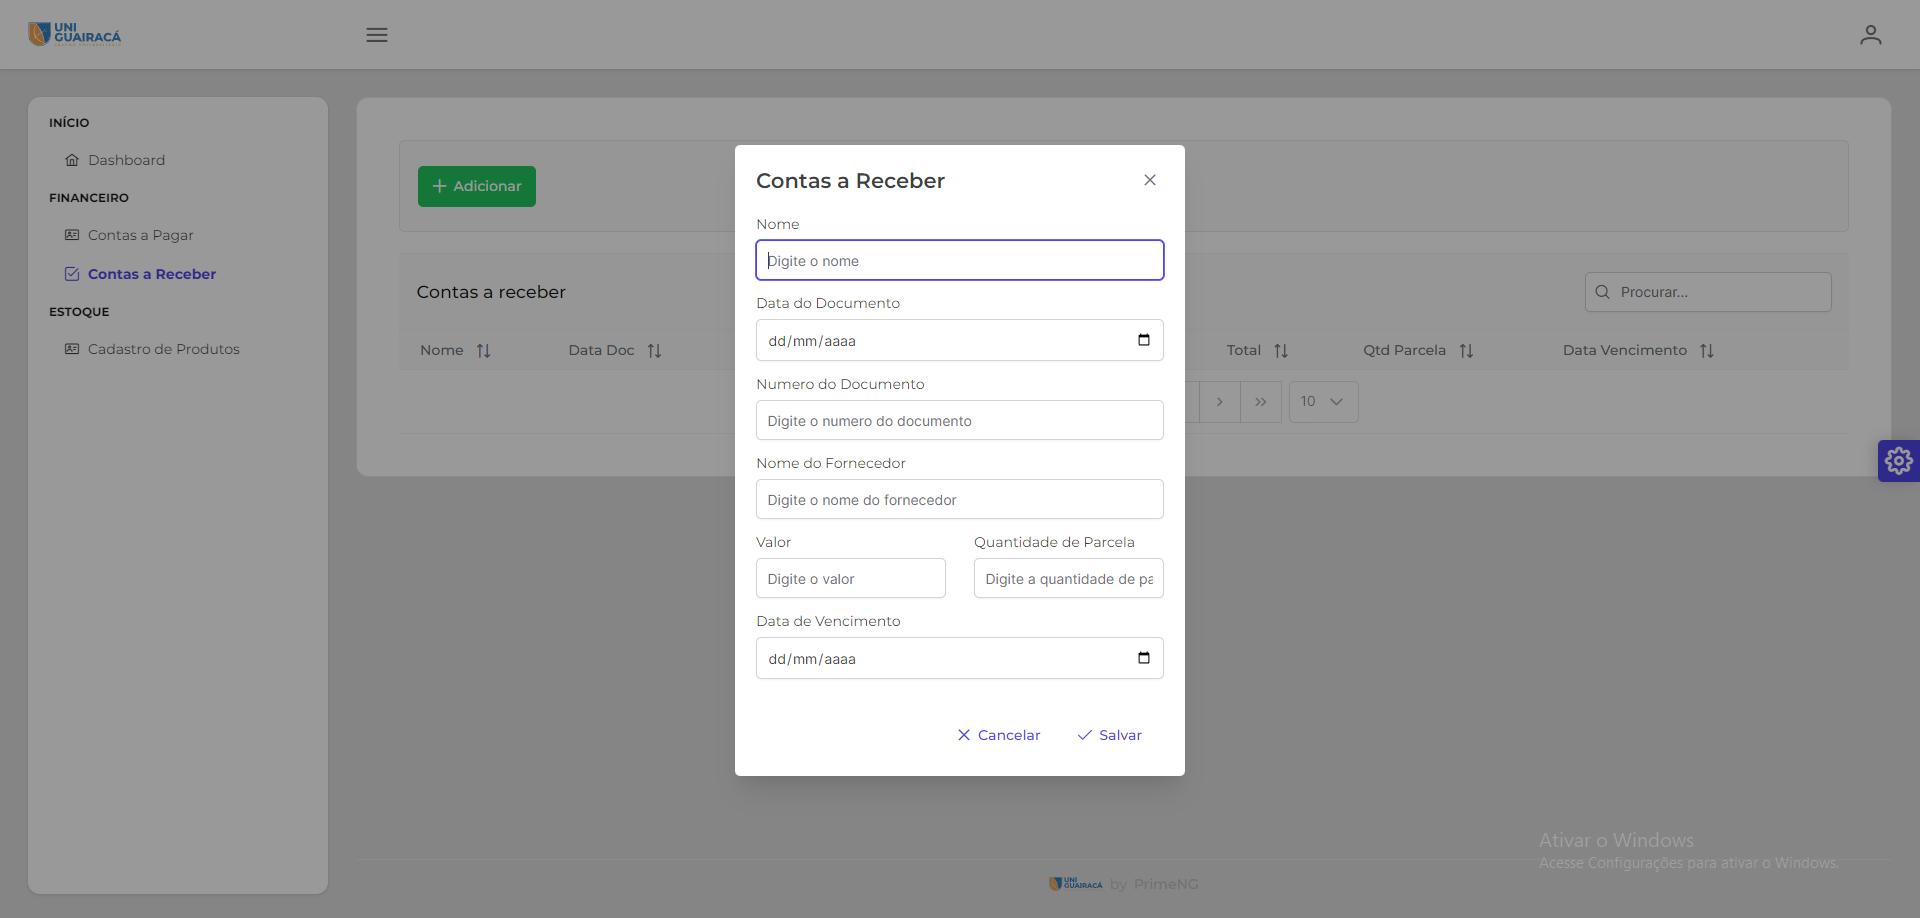 UNI
GUAIRACÁ
INÍCIO
Dashboard
FINANCEIRO
Contas a Pagar
Contas a Receber
ESTOQUE
Cadastro de Produtos
Adicionar
Contas a receber
Procurar...
Nome
Data Doc
Total
Qtd Parcela
Data Vencimento
10
Contas a Receber
Nome
Digite o nome
Data do Documento
dd/mm/aaaa
Numero do Documento
Digite o numero do documento
Nome do Fornecedor
Digite o nome do fornecedor
Valor
Quantidade de Parcela
Digite o valor
Digite a quantidade de pa
Data de Vencimento
dd/mm/aaaa
Cancelar
Salvar
Ativar o Windows
Acesse Configurações para ativar o Windows.
UNI
GUAIRACÁ
by PrimeNG